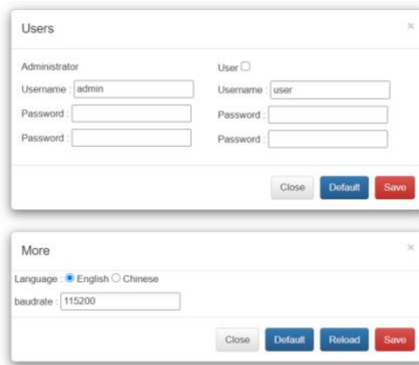 Users ×
Administrator User
Username : admin Username : user
Password : Password :
Password : Password :
Close Default Save
More ×
Language : English Chinese
baudrate : 115200
Close Default Reload Save